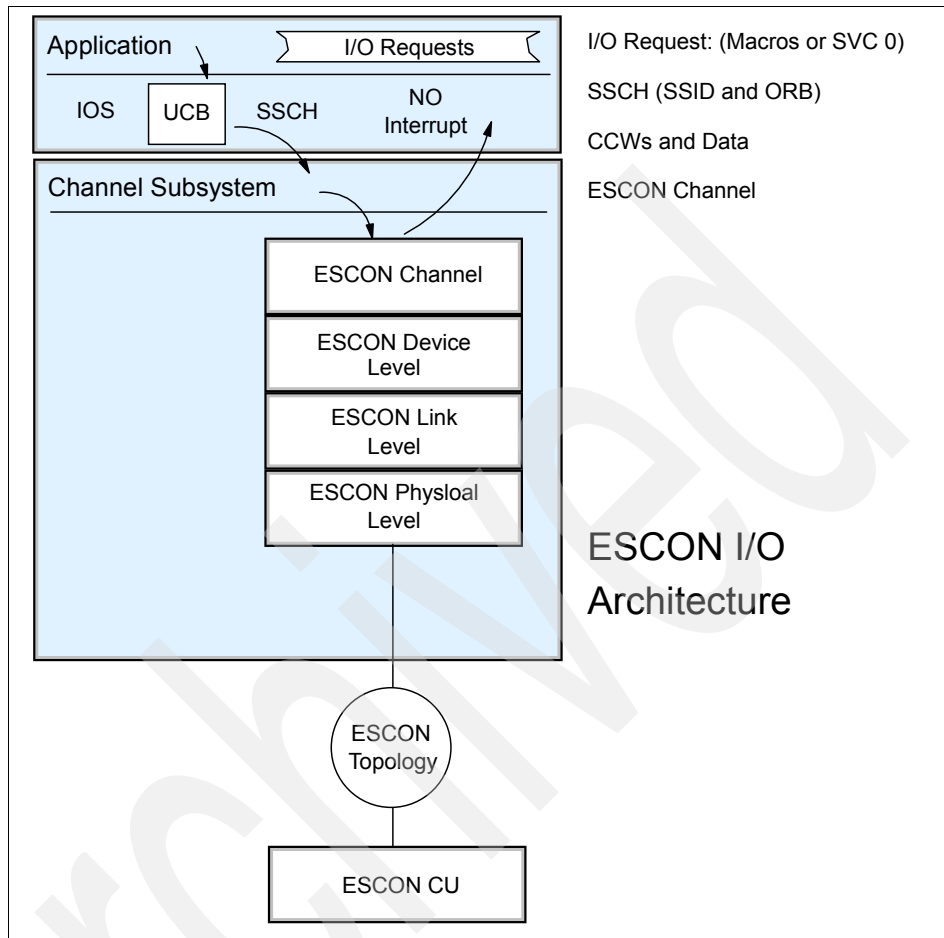 Application
I/O Requests
IOS
UCB
SSCH
NO
Interrupt
Channel Subsystem
ESCON Channel
ESCON Device
Level
ESCON Link
Level
ESCON Physloal
Level
ESCON
Topology
ESCON CU
I/O Request: (Macros or SVC 0)
SSCH (SSID and ORB)
CCWs and Data
ESCON Channel
ESCON I/O
Architecture
rchived